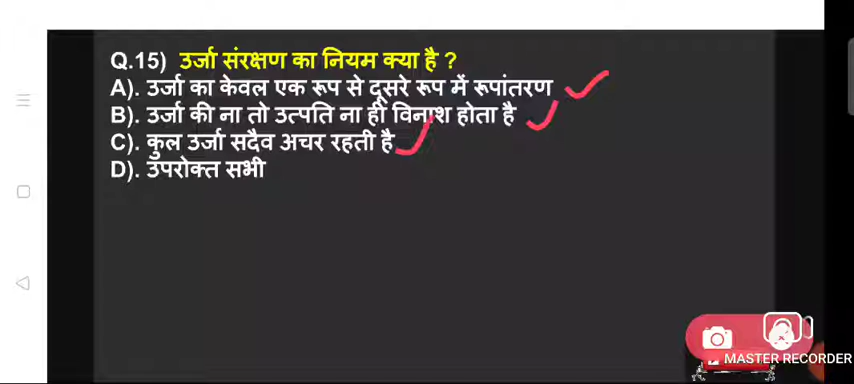 Q.15) उर्जा संरक्षण का नियम क्या है ?
A). उर्जा का केवल एक रूप से दूसरे रूप में रूपांतरण
B). उर्जा की ना तो उत्पति ना ही विनाश होता है
C). कुल उर्जा सदैव अचर रहती है
D). उपरोक्त सभी
MASTER RECORDER